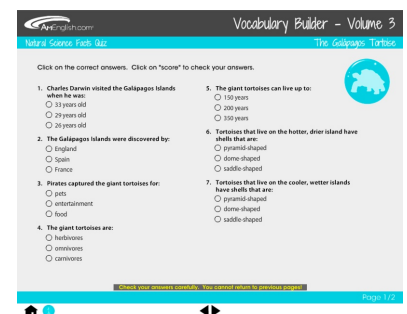 AHEnglish.com
Vocabulary Builder - Volume 3
Natural Science Facts Quiz
The Galápagos Tortoise
Click on the correct answers. Click on "score" to check your answers.
1. Charles Darwin visited the Galápagos Islands
when he was:
33 years old
29 years old
26 years old
2. The Galápagos Islands were discovered by:
England
Spain
France
3. Pirates captured the giant tortoises for:
pets
entertainment
food
4. The giant tortoises are:
herbivores
omnivores
carnivores
5. The giant tortoises can live up to:
150 years
200 years
350 years
6. Tortoises that live on the hotter, drier island have
shells that are:
pyramid-shaped
dome-shaped
saddle-shaped
7. Tortoises that live on the cooler, wetter islands
have shells that are:
pyramid-shaped
dome-shaped
saddle-shaped
Check your answers carefully. You cannot return to previous pages!
Page 1/2